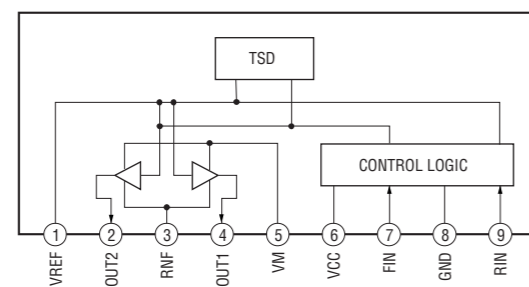 TSD
CONTROL LOGIC
1 2 3 4 5 6 7 8 9
VREF OUT2 RNF OUT1 VM VCC FIN GND RIN